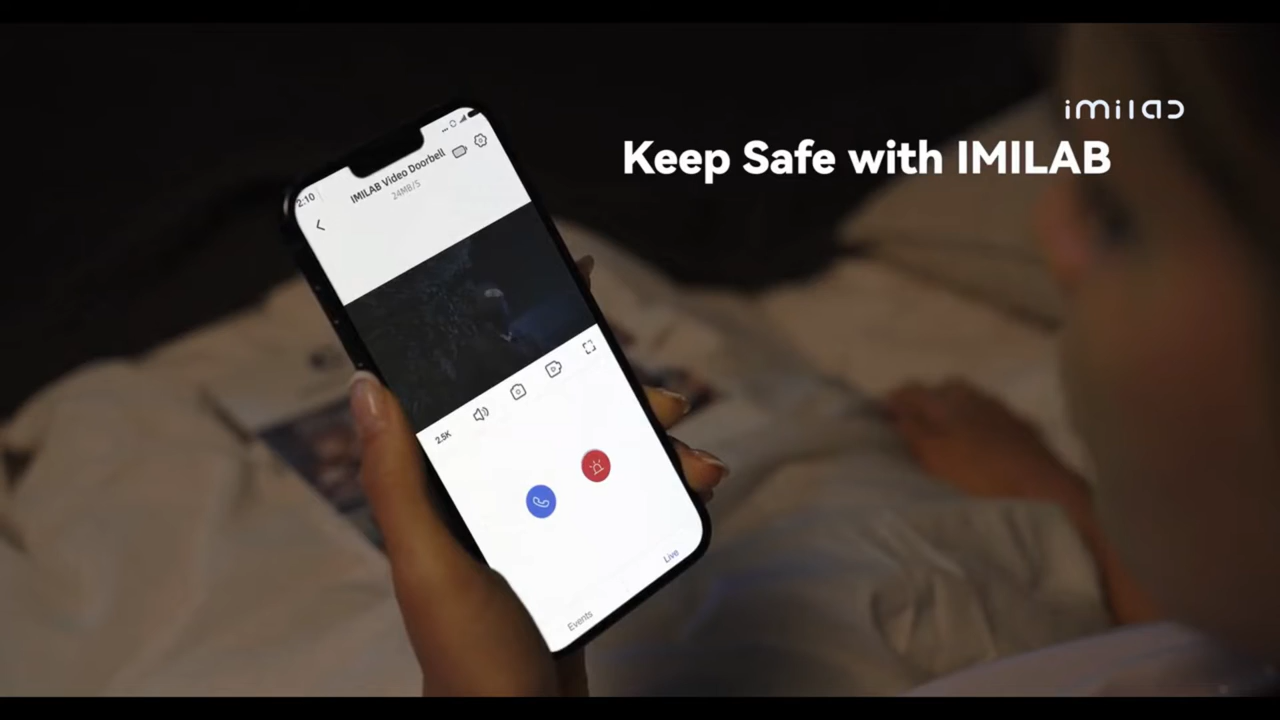 imilab
Keep Safe with IMILAB
2:10
IMILAB Video Doorbell
24MB/S
2.5K
Live
Events